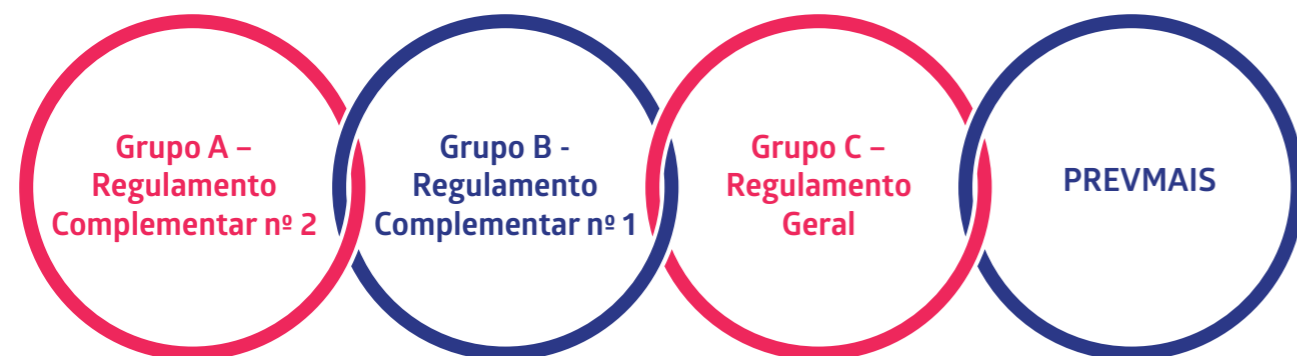 Grupo A –
Regulamento
Complementar nº 2
Grupo B -
Regulamento
Complementar nº 1
Grupo C –
Regulamento
Geral
PREVMAIS